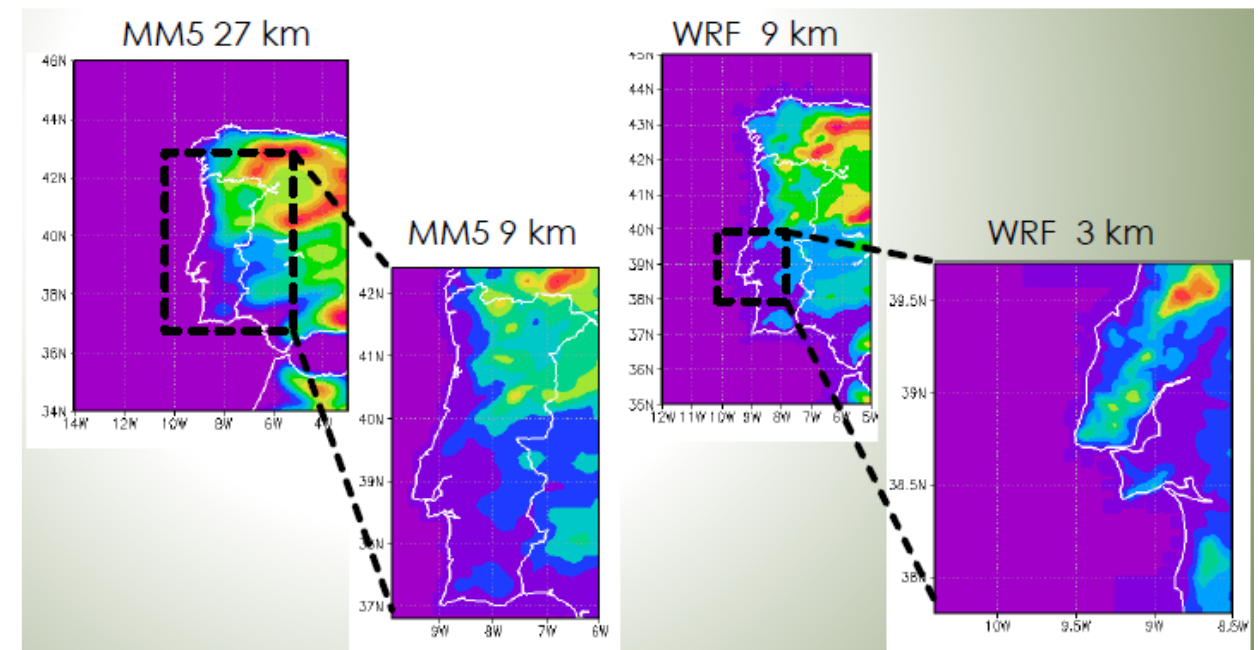 MM5 27 km
46N
44N
42N
40N
38N
36N
34N
14W 12W 10W 8W 6W 4W
MM5 9 km
42N
41N
40N
39N
38N
37N
9W 8W 7W 6W
WRF 9 km
45N
44N
43N
42N
41N
40N
39N
38N
37N
36N
35N
12W 11W 10W 9W 8W 7W 6W 5W
WRF 3 km
39.5N
39N
38.5N
38N
10W 9.5W 9W 8.5W